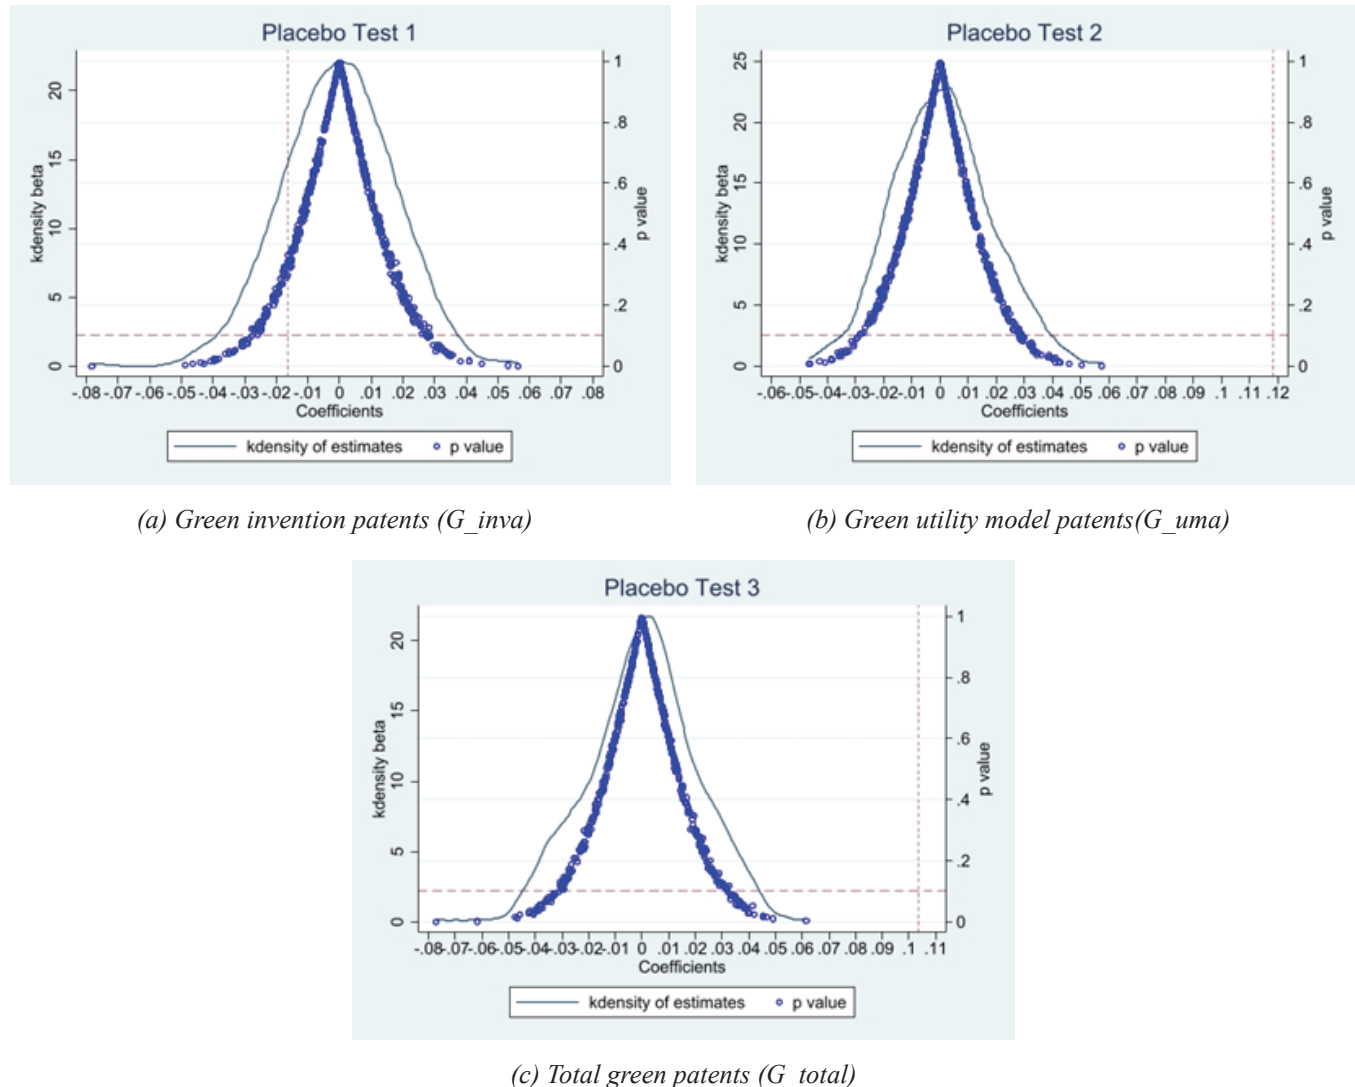 Placebo Test 1
kdensity beta
0 5 10 15 20
0 .2 .4 .6 .8 1
p value
-.08 -.07 -.06 -.05 -.04 -.03 -.02 -.01 0 .01 .02 .03 .04 .05 .06 .07 .08
Coefficients
kdensity of estimates p value
(a) Green invention patents (G_inva)
Placebo Test 2
kdensity beta
0 5 10 15 20 25
0 .2 .4 .6 .8 1
p value
-.06 -.05 -.04 -.03 -.02 -.01 0 .01 .02 .03 .04 .05 .06 .07 .08 .09 .1 .11 .12
Coefficients
kdensity of estimates p value
(b) Green utility model patents(G_uma)
Placebo Test 3
kdensity beta
0 5 10 15 20
0 .2 .4 .6 .8 1
p value
-.08 -.07 -.06 -.05 -.04 -.03 -.02 -.01 0 .01 .02 .03 .04 .05 .06 .07 .08 .09 .1 .11
Coefficients
kdensity of estimates p value
(c) Total green patents (G_total)